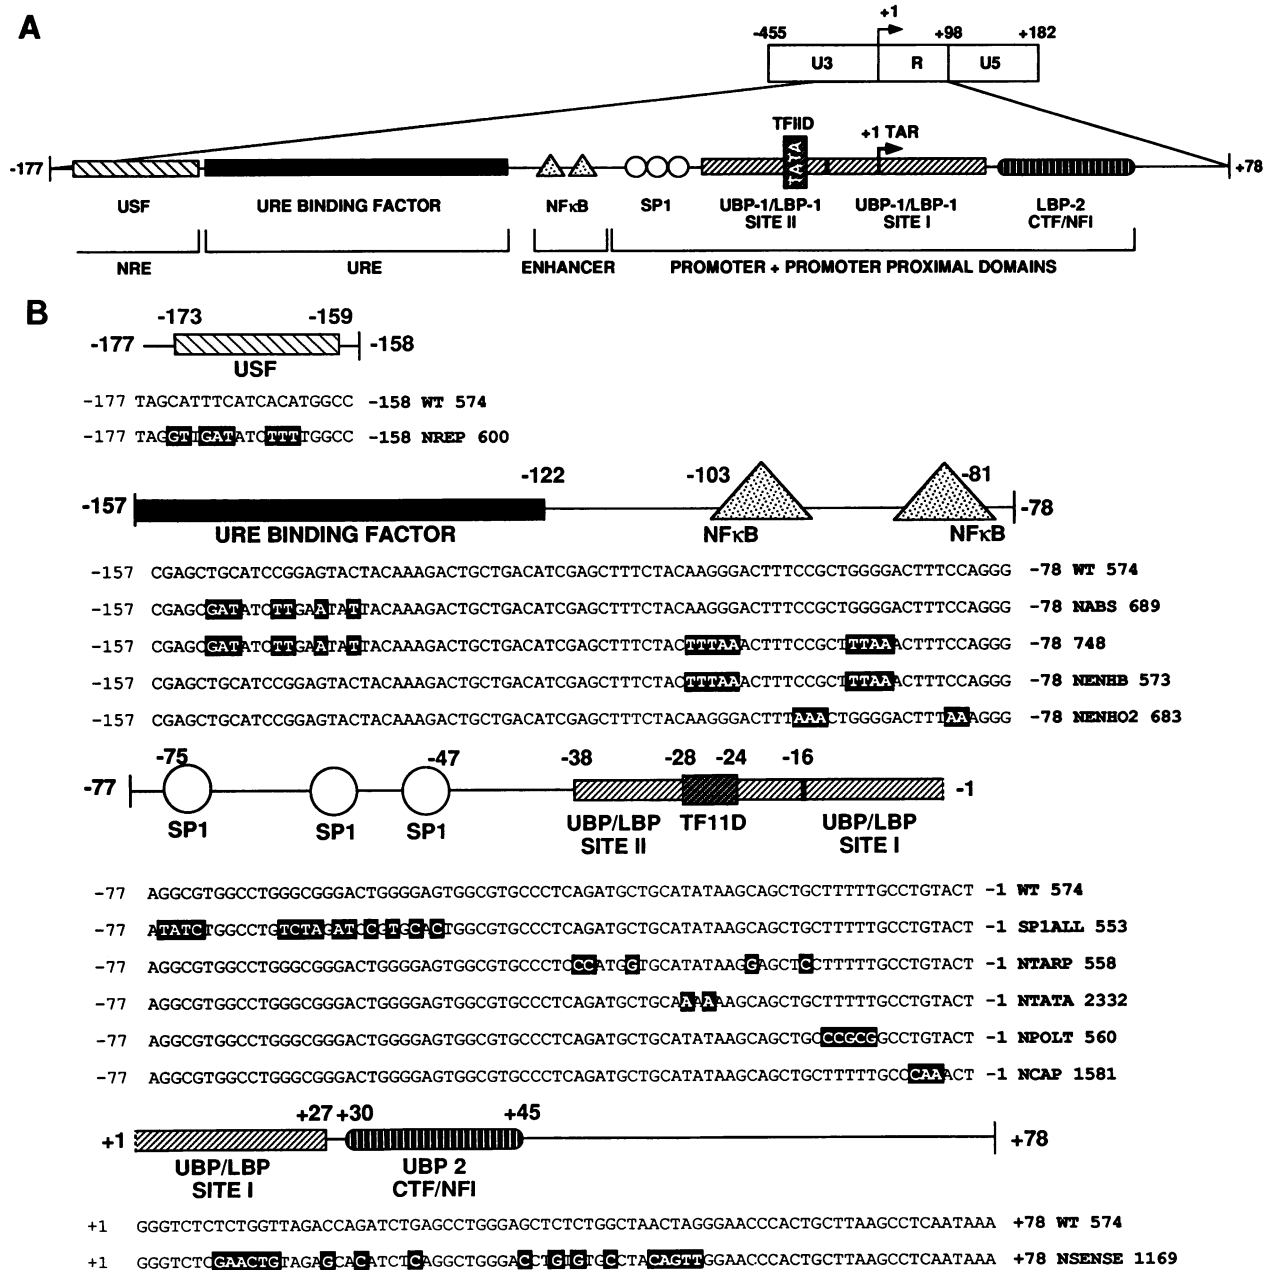 A
+1
-455 +98 +182
U3 R U5
TFIID
+1 TAR
-177 TATA +78
USF URE BINDING FACTOR NFκB SP1 UBP-1/LBP-1 SITE II UBP-1/LBP-1 SITE I LBP-2 CTF/NFI
NRE URE ENHANCER PROMOTER + PROMOTER PROXIMAL DOMAINS
B
-173 -159
-177 -158
USF
-177 TAGCATTTCATCACATGGCC -158 WT 574
-177 TAGGTTGATATCTTTTGGCC -158 NREP 600
-122 -103 -81
-157 -78
URE BINDING FACTOR NFκB NFκB
-157 CGAGCTGCATCCGGAGTACTACAAAGACTGCTGACATCGAGCTTTCTACAAGGGACTTTCCGCTGGGGACTTTCCAGGG -78 WT 574
-157 CGAGCGATATCTTGAATATTACAAAGACTGCTGACATCGAGCTTTCTACAAGGGACTTTCCGCTGGGGACTTTCCAGGG -78 NABS 689
-157 CGAGCGATATCTTGAATATTACAAAGACTGCTGACATCGAGCTTTCTACTTTAAACTTTCCGCTTTAAACTTTCCAGGG -78 748
-157 CGAGCTGCATCCGGAGTACTACAAAGACTGCTGACATCGAGCTTTCTACTTTAAACTTTCCGCTTTAAACTTTCCAGGG -78 NENHB 573
-157 CGAGCTGCATCCGGAGTACTACAAAGACTGCTGACATCGAGCTTTCTACAAGGGACTTTAAACTGGGGACTTTAAAGGG -78 NENHO2 683
-75 -47 -38 -28 -24 -16
-77 -1
SP1 SP1 SP1 UBP/LBP SITE II TF11D UBP/LBP SITE I
-77 AGGCGTGGCCTGGGCGGGACTGGGGAGTGGCGTGCCCTCAGATGCTGCATATAAGCAGCTGCTTTTTGCCTGTACT -1 WT 574
-77 ATATCTGGCCTGTCTAGATCCGTGCACTGGCGTGCCCTCAGATGCTGCATATAAGCAGCTGCTTTTTGCCTGTACT -1 SP1ALL 553
-77 AGGCGTGGCCTGGGCGGGACTGGGGAGTGGCGTGCCCTCCCATGGTGCATATAAGGAGCTCCTTTTTGCCTGTACT -1 NTARP 558
-77 AGGCGTGGCCTGGGCGGGACTGGGGAGTGGCGTGCCCTCAGATGCTGCAAAAAAGCAGCTGCTTTTTGCCTGTACT -1 NTATA 2332
-77 AGGCGTGGCCTGGGCGGGACTGGGGAGTGGCGTGCCCTCAGATGCTGCATATAAGCAGCTGCCCGCGGCCTGTACT -1 NPOLT 560
-77 AGGCGTGGCCTGGGCGGGACTGGGGAGTGGCGTGCCCTCAGATGCTGCATATAAGCAGCTGCTTTTTGCCCAAACT -1 NCAP 1581
+27 +30 +45
+1 +78
UBP/LBP SITE I UBP 2 CTF/NFI
+1 GGGTCTCTCTGGTTAGACCAGATCTGAGCCTGGGAGCTCTCTGGCTAACTAGGGAACCCACTGCTTAAGCCTCAATAAA +78 WT 574
+1 GGGTCTCGAACTGTAGAGCACATCTCAGGCTGGGACCTGTGTGCCTACAGTTGGAACCCACTGCTTAAGCCTCAATAAA +78 NSENSE 1169